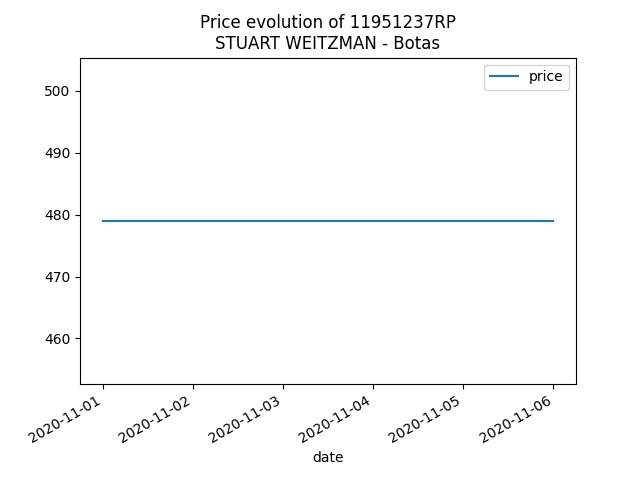 Price evolution of 11951237RP
STUART WEITZMAN - Botas
price
500
490
480
470
460
2020-11-01
2020-11-02
2020-11-03
2020-11-04
2020-11-05
2020-11-06
date